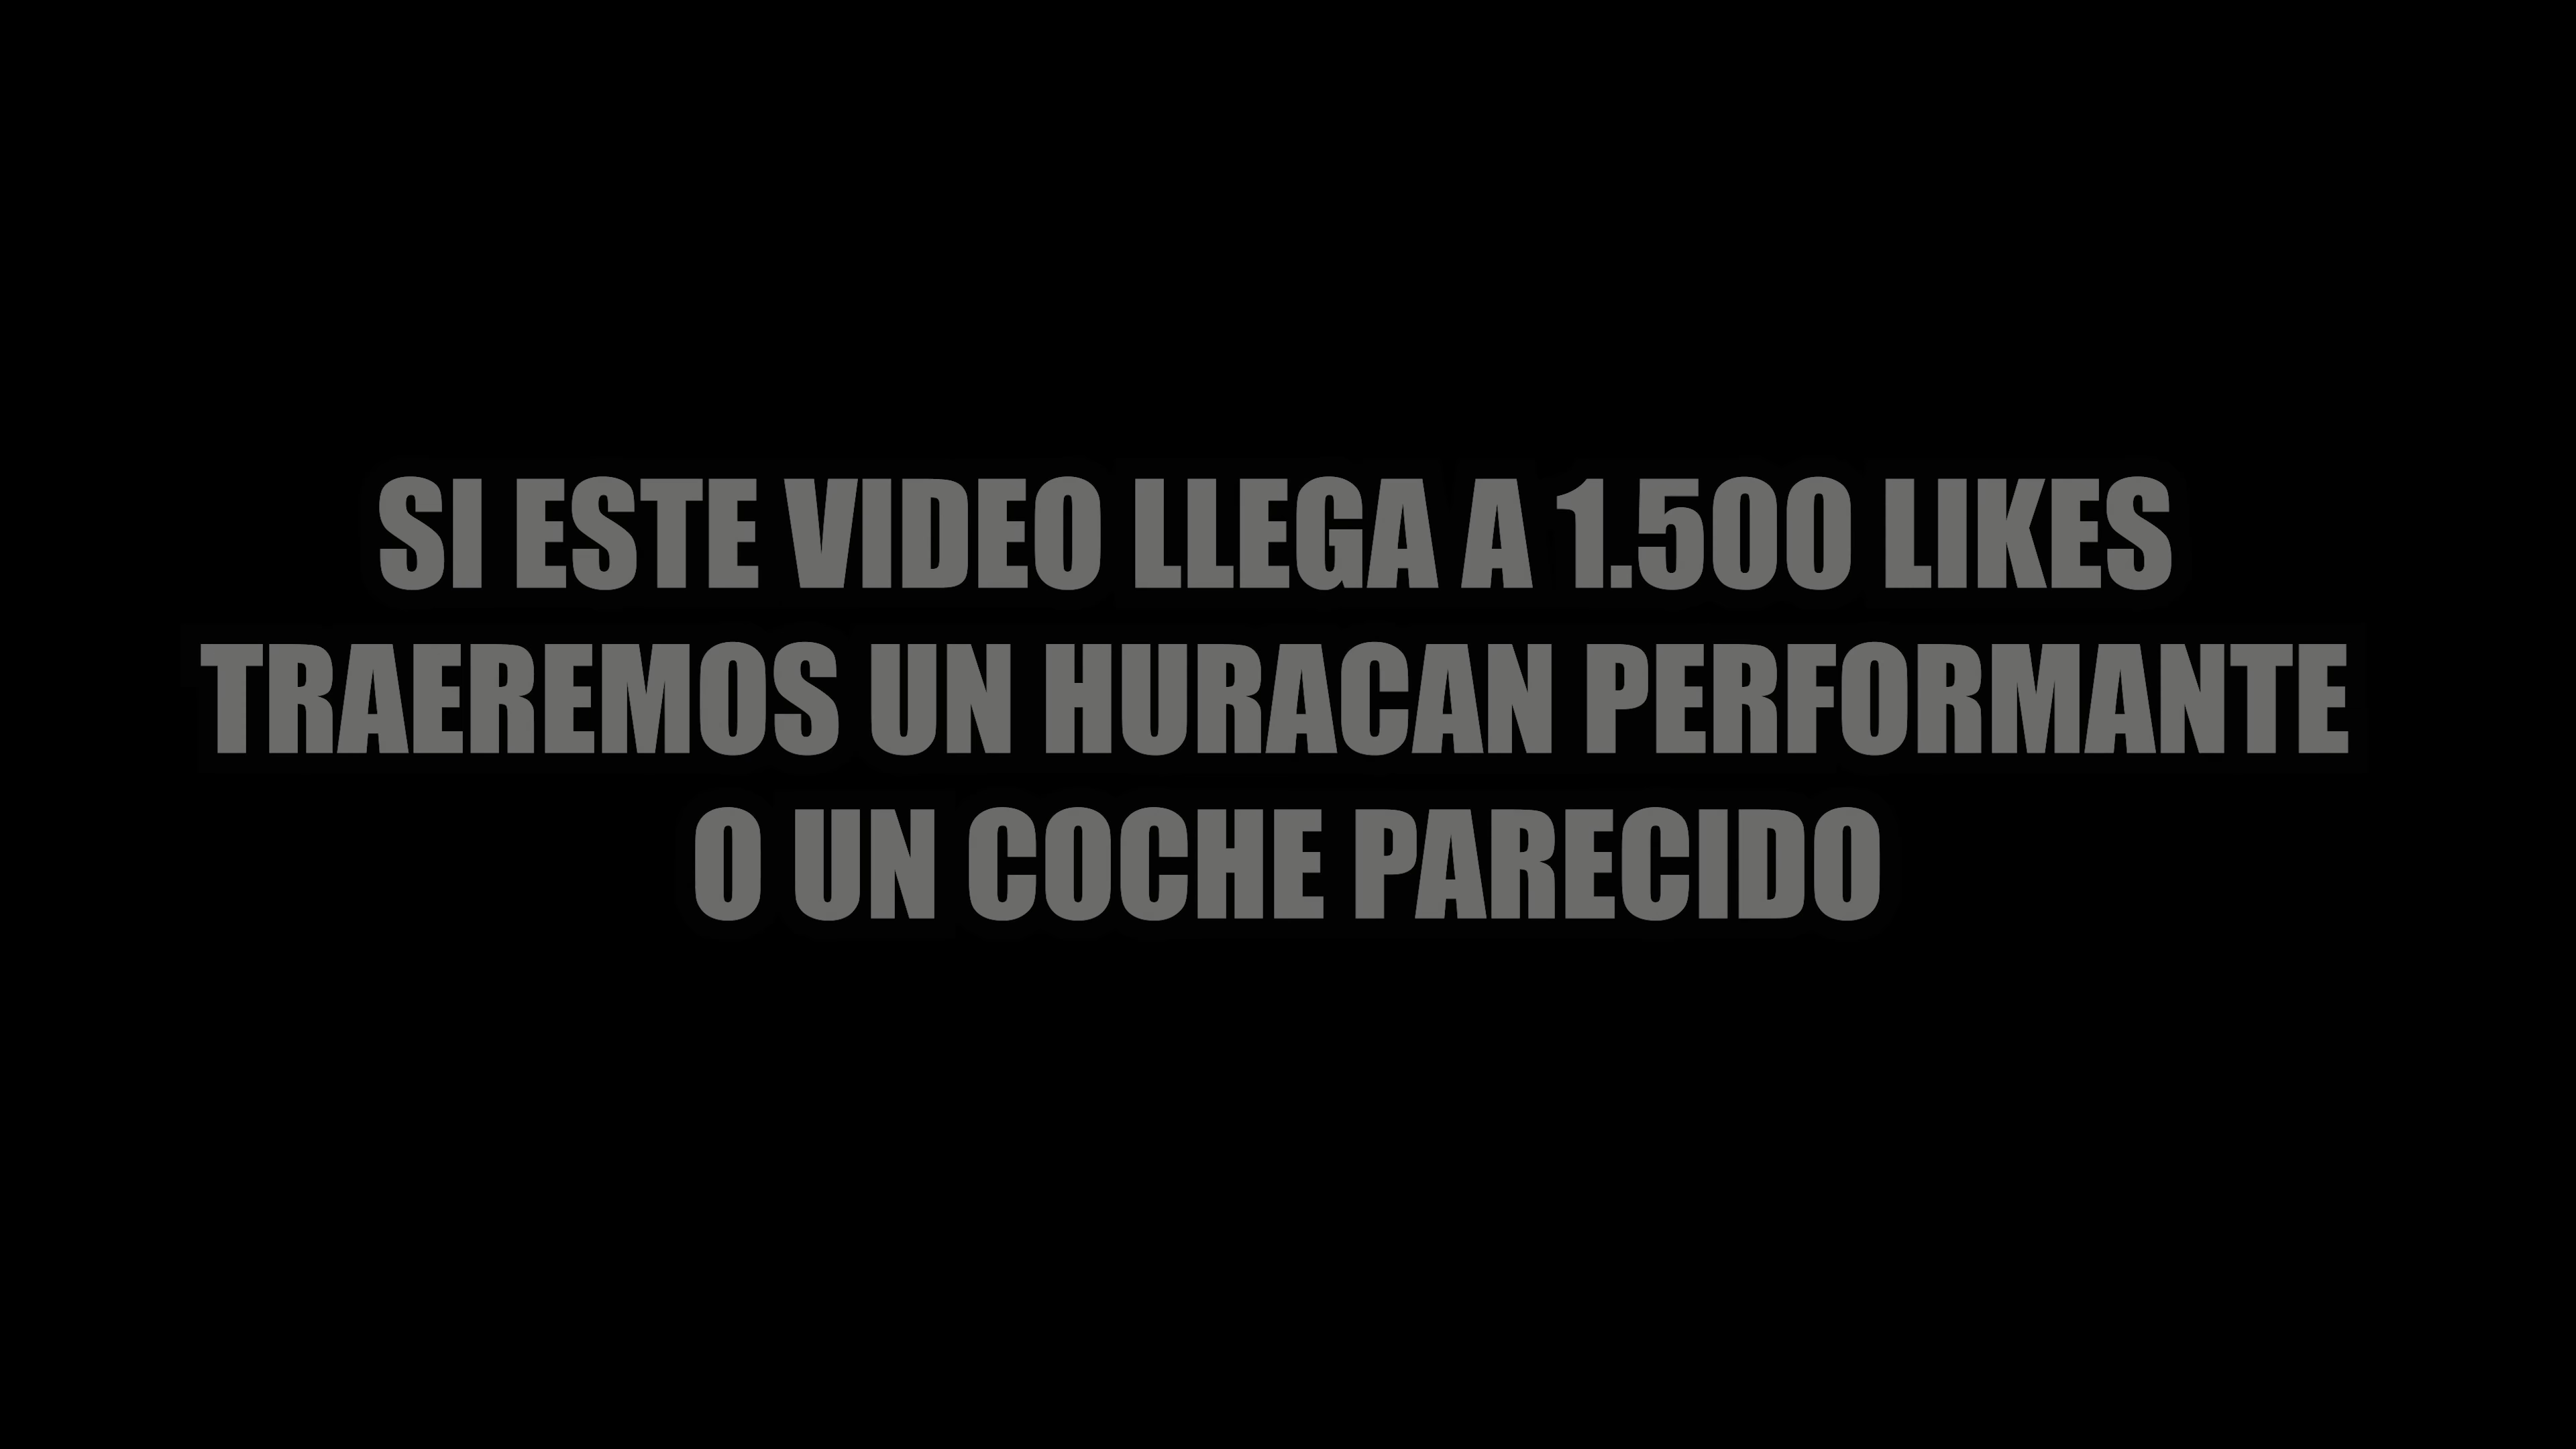 SI ESTE VIDEO LLEGA A 1.500 LIKES
TRAEREMOS UN HURACAN PERFORMANTE
O UN COCHE PARECIDO